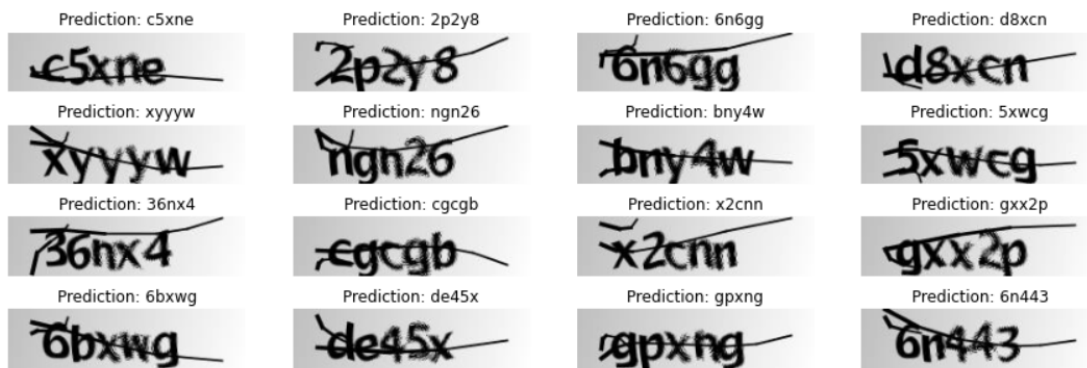 Prediction: c5xne Prediction: 2p2y8 Prediction: 6n6gg Prediction: d8xcn
c5xne 2p2y8 6n6gg d8xcn
Prediction: xyyyw Prediction: ngn26 Prediction: bny4w Prediction: 5xwcg
xyyyw ngn26 bny4w 5xwcg
Prediction: 36nx4 Prediction: cgcgb Prediction: x2cnn Prediction: gxx2p
36nx4 cgcgb x2cnn gxx2p
Prediction: 6bxwg Prediction: de45x Prediction: gpxng Prediction: 6n443
6bxwg de45x gpxng 6n443